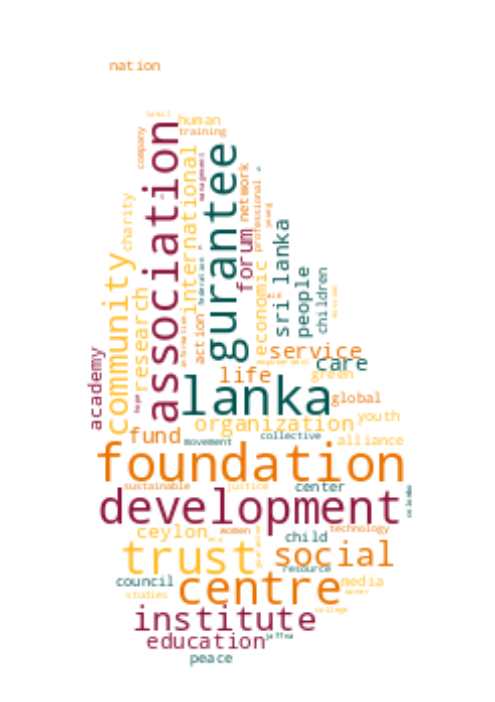 nation
human
training
company
association
gurantee
international
management
network
professional
young
charity
community
research
forum
economic
sri lanka
people
children
federation
action
academy
service
care
life
green
lanka
global
organization
youth
fund
movement
collective
alliance
foundation
sustainable
justice
center
development
colombo
ceylon
women
child
technology
trust
social
resource
council
centre
media
studies
college
institute
education
jaffna
peace